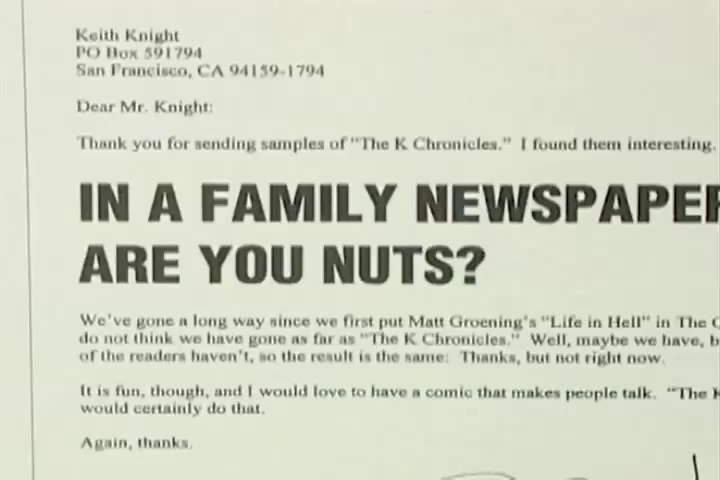 Keith Knight
PO Box 591794
San Francisco, CA 94159-1794
Dear Mr. Knight:
Thank you for sending samples of "The K Chronicles." I found them interesting.
IN A FAMILY NEWSPAPER
ARE YOU NUTS?
We've gone a long way since we first put Matt Groening's "Life in Hell" in The
do not think we have gone as far as "The K Chronicles." Well, maybe we have,
of the readers haven't, so the result is the same: Thanks, but not right now.
It is fun, though, and I would love to have a comic that makes people talk. "The
would certainly do that.
Again, thanks.